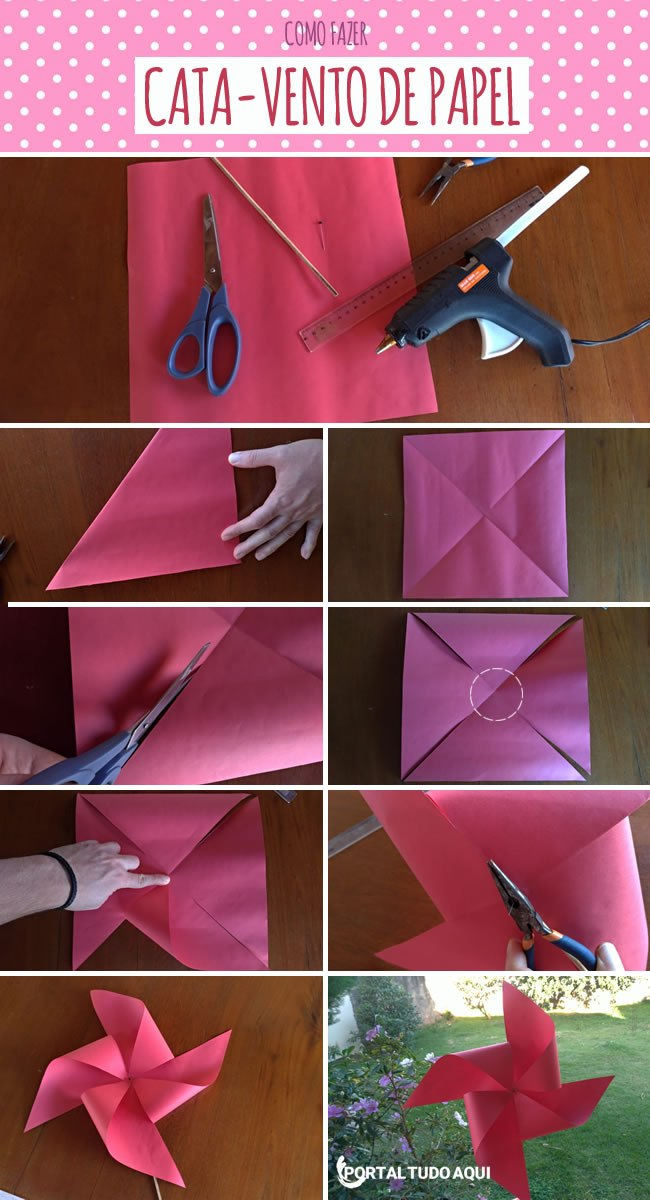 COMO FAZER
CATA-VENTO DE PAPEL
PORTAL TUDO AQUI